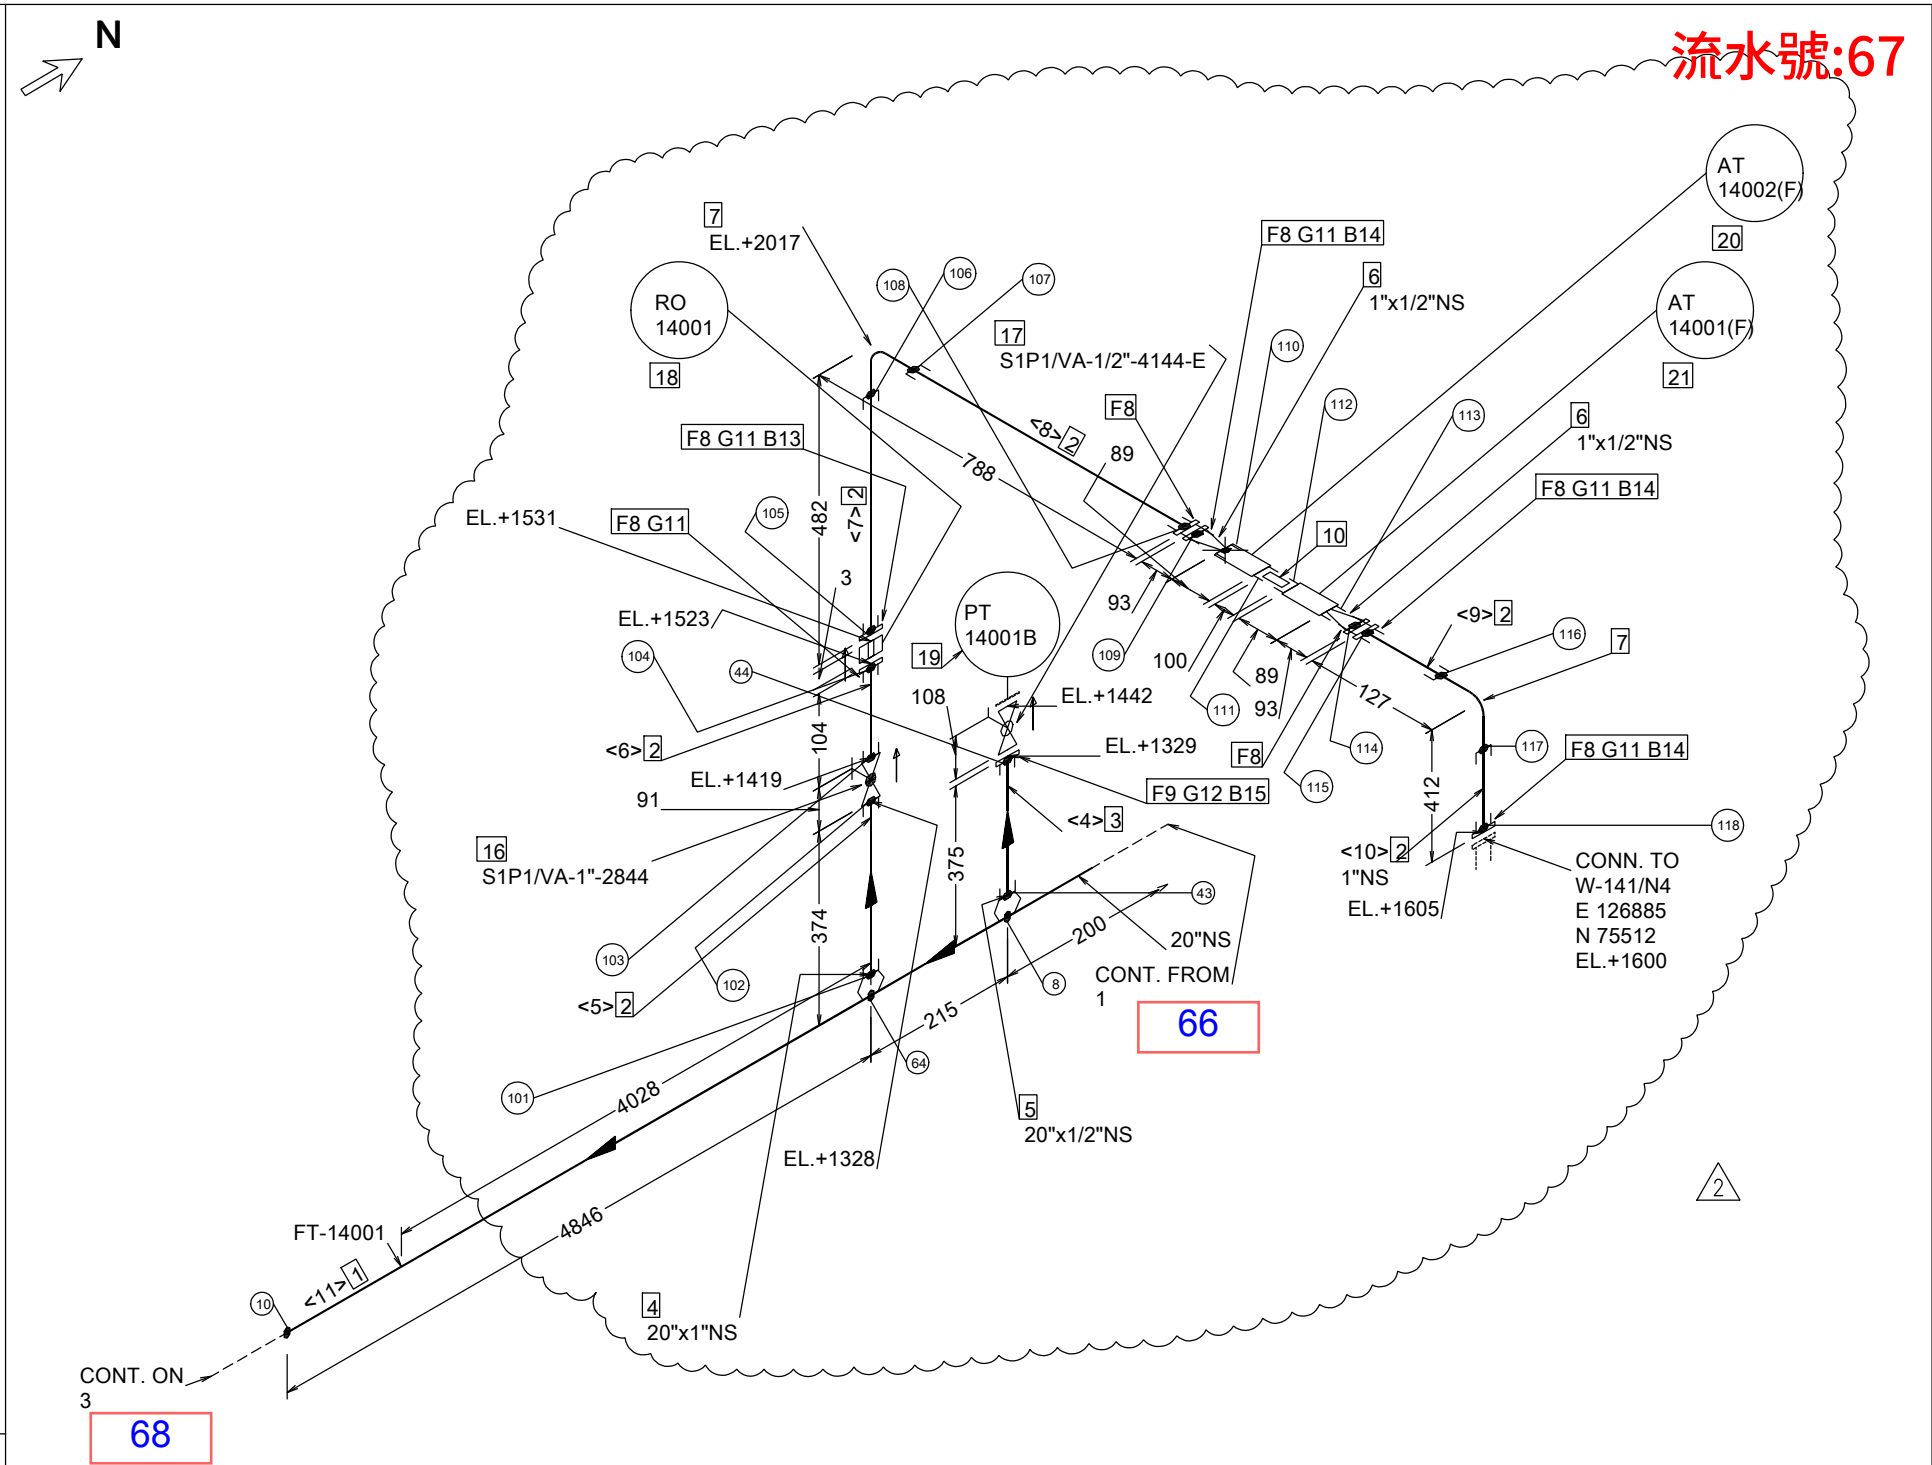 N
流水號:67
AT
14002(F)
20
7
EL.+2017
F8 G11 B14
6
1"x1/2"NS
RO
14001
18
108
106
107
AT
14001(F)
21
17
S1P1/VA-1/2"-4144-E
110
F8
112
113
6
1"x1/2"NS
F8 G11 B13
<8> 2
89
788
F8 G11 B14
EL.+1531
F8 G11
105
482
<7> 2
10
3
EL.+1523
PT
14001B
93
<9> 2
116
7
104
44
19
109
100
89
108
EL.+1442
111
93
127
<6> 2
104
EL.+1329
F8
114
117
F8 G11 B14
EL.+1419
91
F9 G12 B15
115
412
118
<4> 3
16
S1P1/VA-1"-2844
375
<10> 2
1"NS
EL.+1605
CONN. TO
W-141/N4
E 126885
N 75512
EL.+1600
43
374
200
20"NS
103
102
8
CONT. FROM
1
66
<5> 2
215
64
101
4028
5
20"x1/2"NS
EL.+1328
2
4846
FT-14001
<11> 1
10
4
20"x1"NS
CONT. ON
3
68